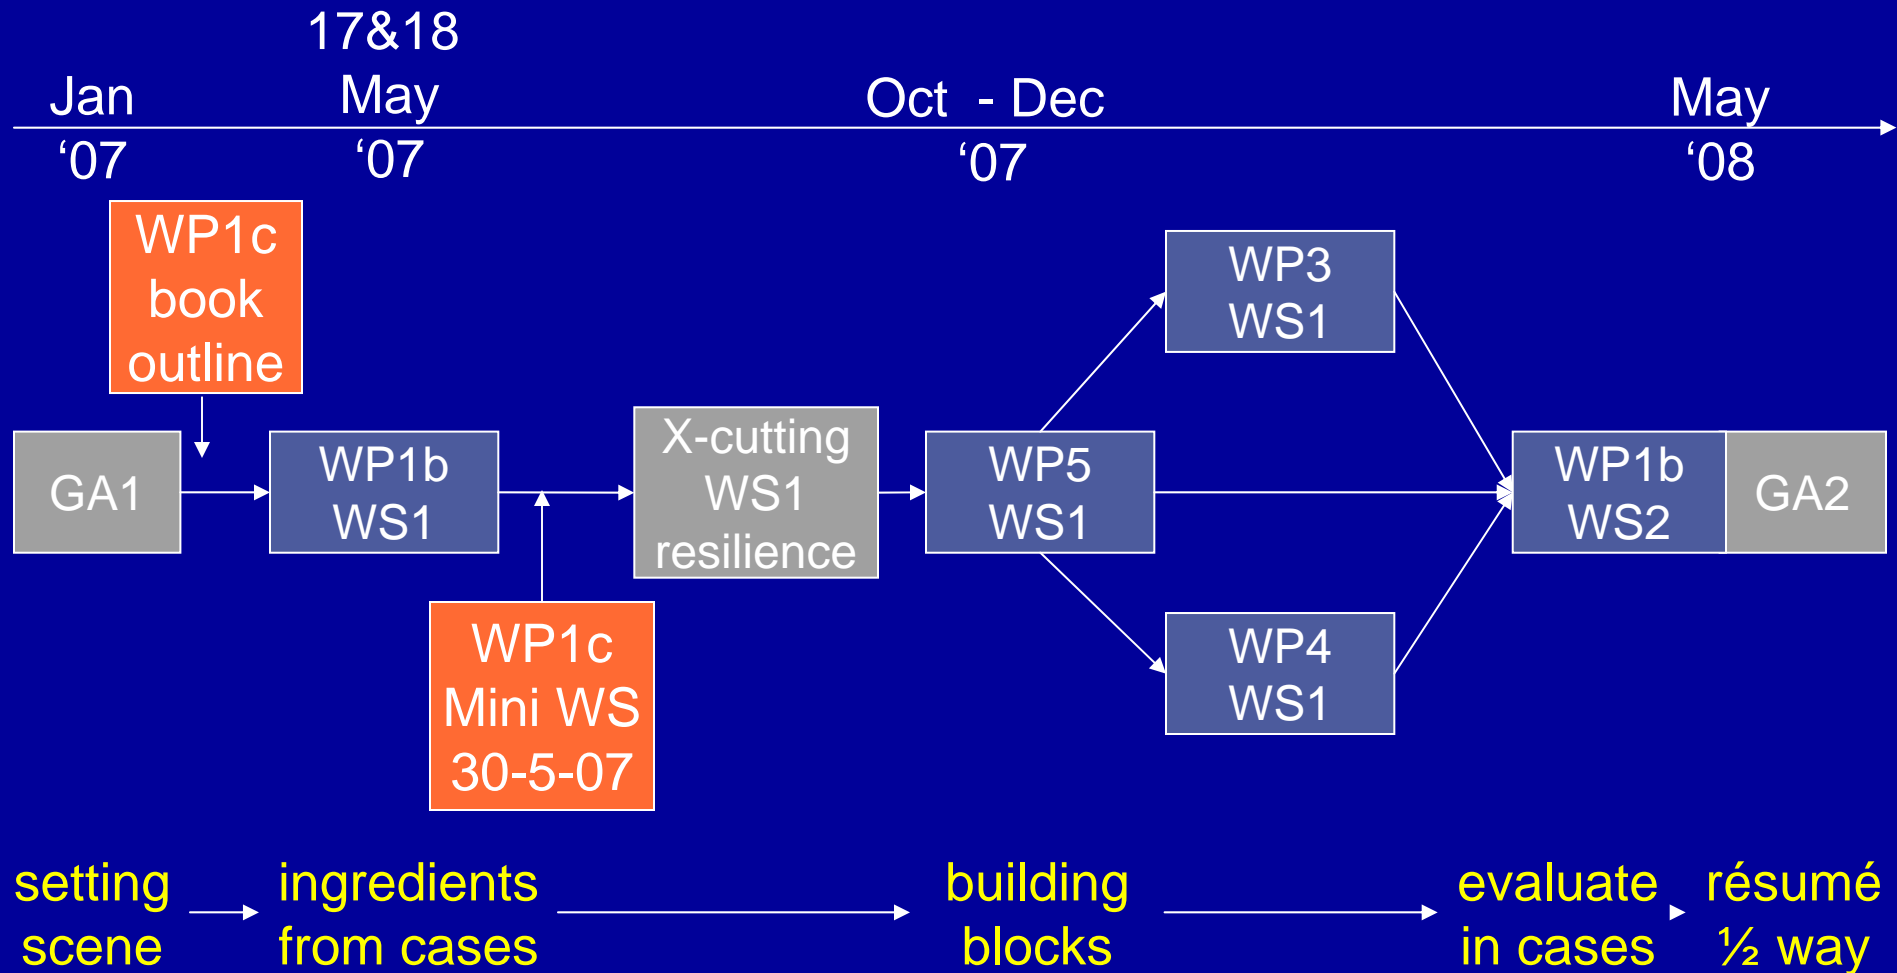 17&18
Jan
May
Oct - Dec
May
‘07
‘07
‘07
‘08
WP1c
book
outline
GA1
WP1b
WS1
WP1c
Mini WS
30-5-07
X-cutting
WS1
resilience
WP5
WS1
WP3
WS1
WP4
WS1
WP1b
WS2
GA2
setting
scene
ingredients
from cases
building
blocks
evaluate
in cases
résumé
½ way